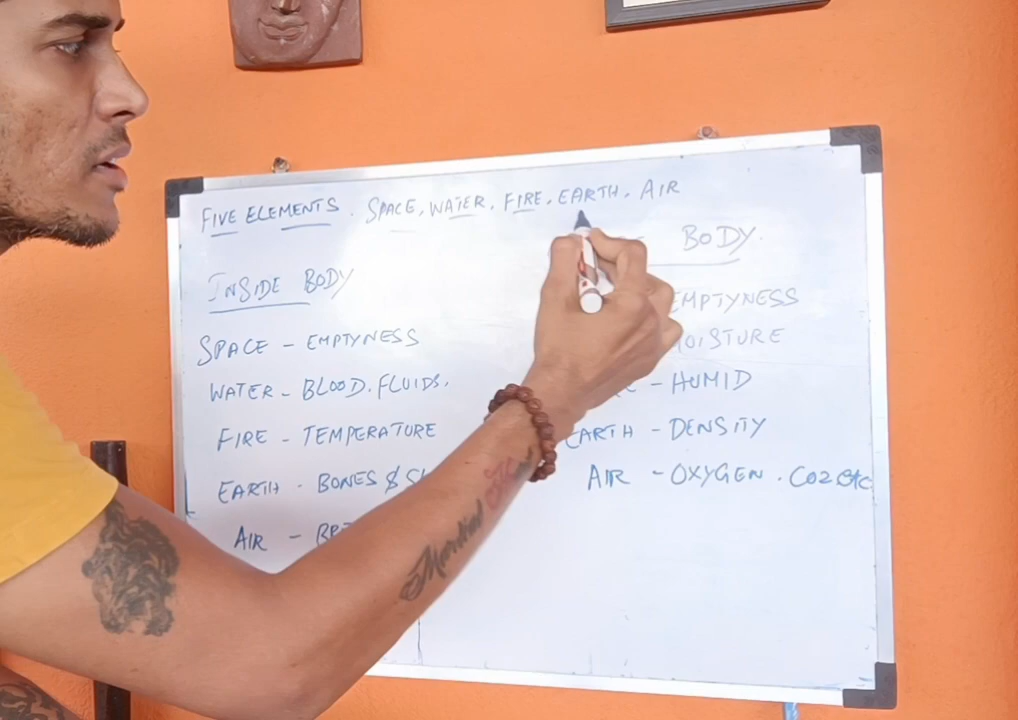 FIVE ELEMENTS. SPACE, WATER. FIRE. EARTH. AIR
INSIDE BODY
SPACE - EMPTYNESS
WATER - BLOOD. FLUIDS.
FIRE - TEMPERATURE
EARTH - BONES &
AIR -
BODY.
EMPTYNESS
MOISTURE
- HUMID
EARTH - DENSITY
AIR - OXYGEN. CO2 etc